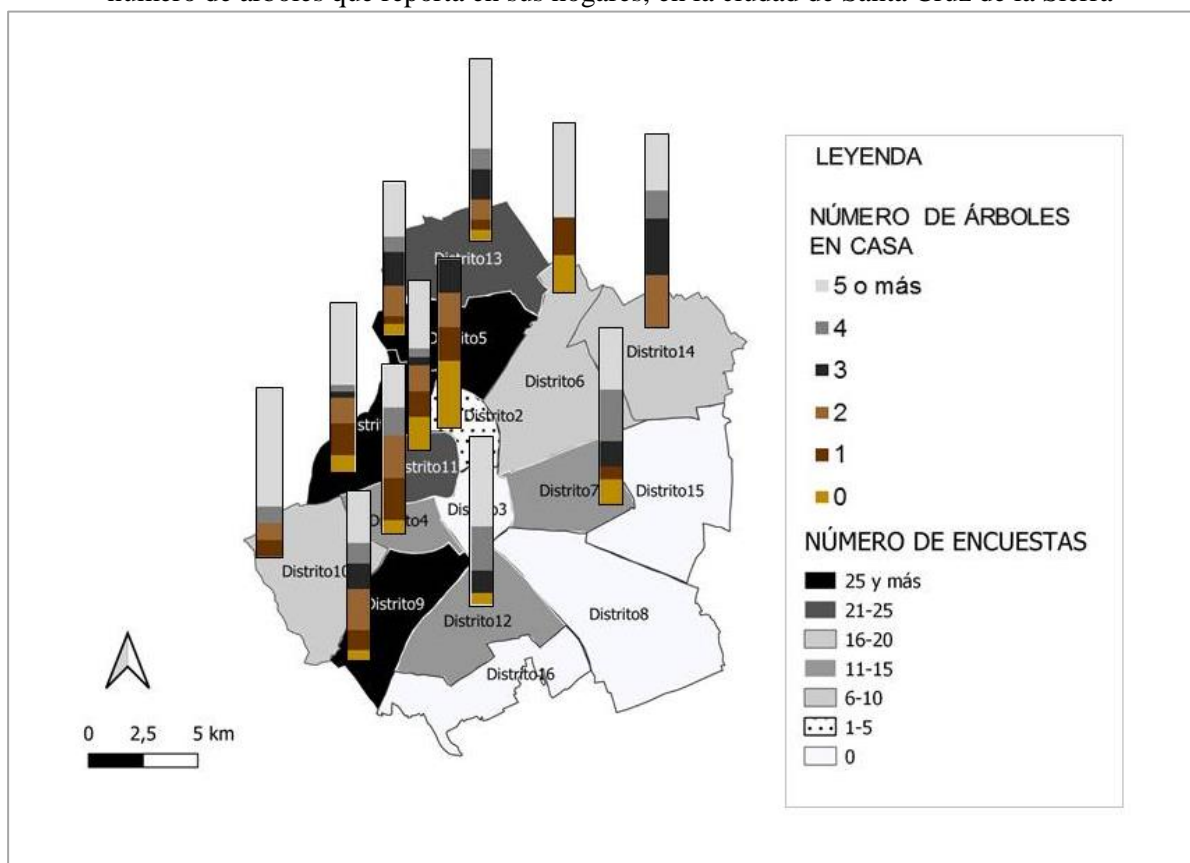 número de árboles que reporta en sus hogares, en la ciudad de Santa Cruz de la Sierra
Distrito13
Distrito5
Distrito14
Distrito6
Distrito2
Distrito11
Distrito7
Distrito15
Distrito10
Distrito9
Distrito12
Distrito8
Distrito16
0 2,5 5 km
LEYENDA
NÚMERO DE ÁRBOLES
EN CASA
5 o más
4
3
2
1
0
NÚMERO DE ENCUESTAS
25 y más
21-25
16-20
11-15
6-10
1-5
0